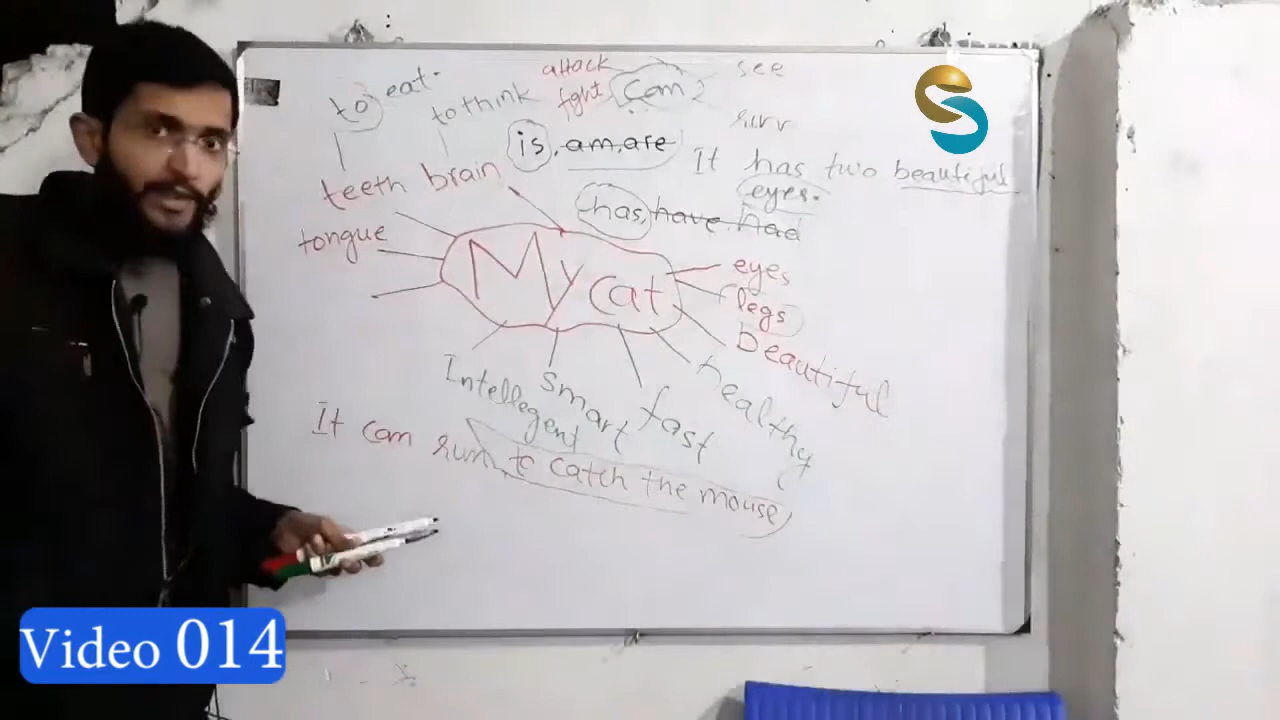 to eat.
to think
attack
fght
can
see
run
is, am, are
It has two beautiful
eyes.
has, have had
teeth
brain
tongue
My cat
eyes
legs
beautiful
healthy
fast
smart
Intellegent
It can run to catch the mouse
Video 014